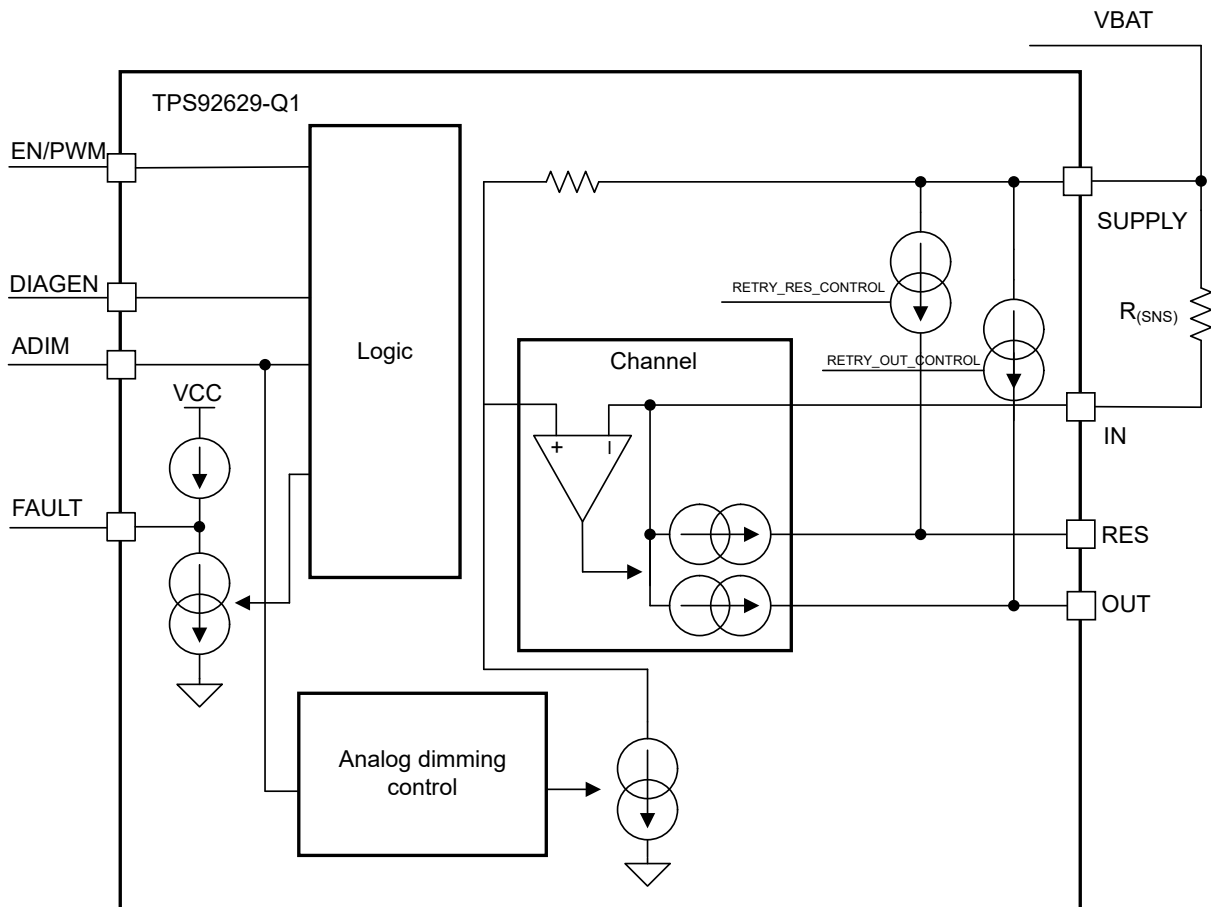 VBAT
TPS92629-Q1
EN/PWM
SUPPLY
DIAGEN
RETRY_RES_CONTROL
R(SNS)
ADIM
Logic
Channel
RETRY_OUT_CONTROL
VCC
IN
+
–
FAULT
RES
OUT
Analog dimming
control